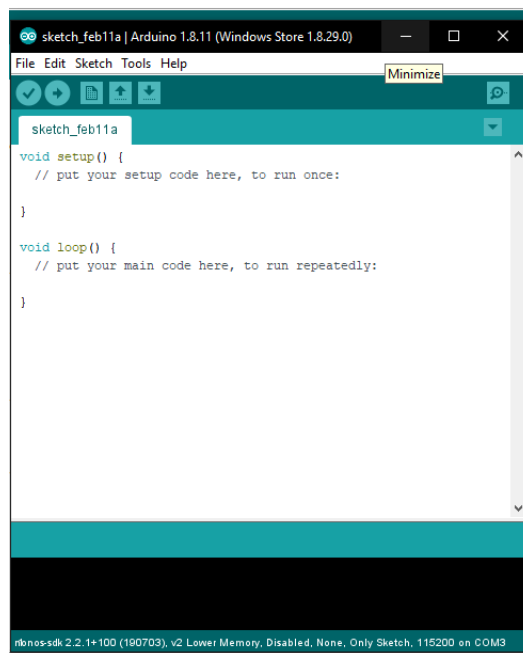 sketch_feb11a | Arduino 1.8.11 (Windows Store 1.8.29.0)
File Edit Sketch Tools Help
Minimize
sketch_feb11a
void setup() {
// put your setup code here, to run once:
}
void loop() {
// put your main code here, to run repeatedly:
}
nonos-sdk 2.2.1+100 (190703), v2 Lower Memory, Disabled, None, Only Sketch, 115200 on COM3